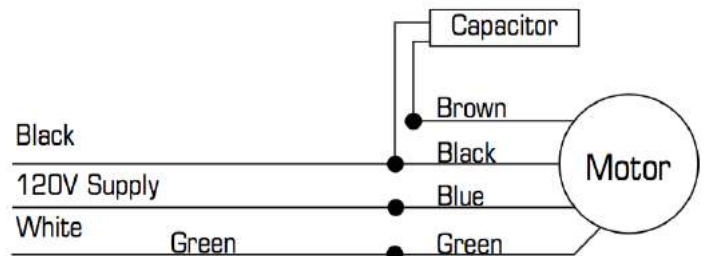 Capacitor
Brown
Black
Black
Motor
120V Supply
Blue
White
Green
Green